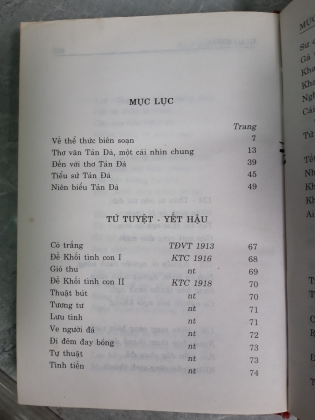 MỤC LỤC
Trang
Về thể thức biên soạn 7
Thơ văn Tản Đà, một cái nhìn chung 13
Đến với thơ Tản Đà 39
Tiểu sử Tản Đà 45
Niên biểu Tản Đà 49
TỨ TUYỆT - YẾT HẬU
Cò trắng TĐVT 1913 67
Đề Khối tình con I KTC 1916 68
Gió thu nt 69
Đề Khối tình con II KTC 1918 70
Thuật bút nt 70
Tương tư nt 71
Lưu tình nt 71
Ve người đá nt 72
Đi đêm đay bóng nt 72
Tự thuật nt 73
Tình tiền nt 74